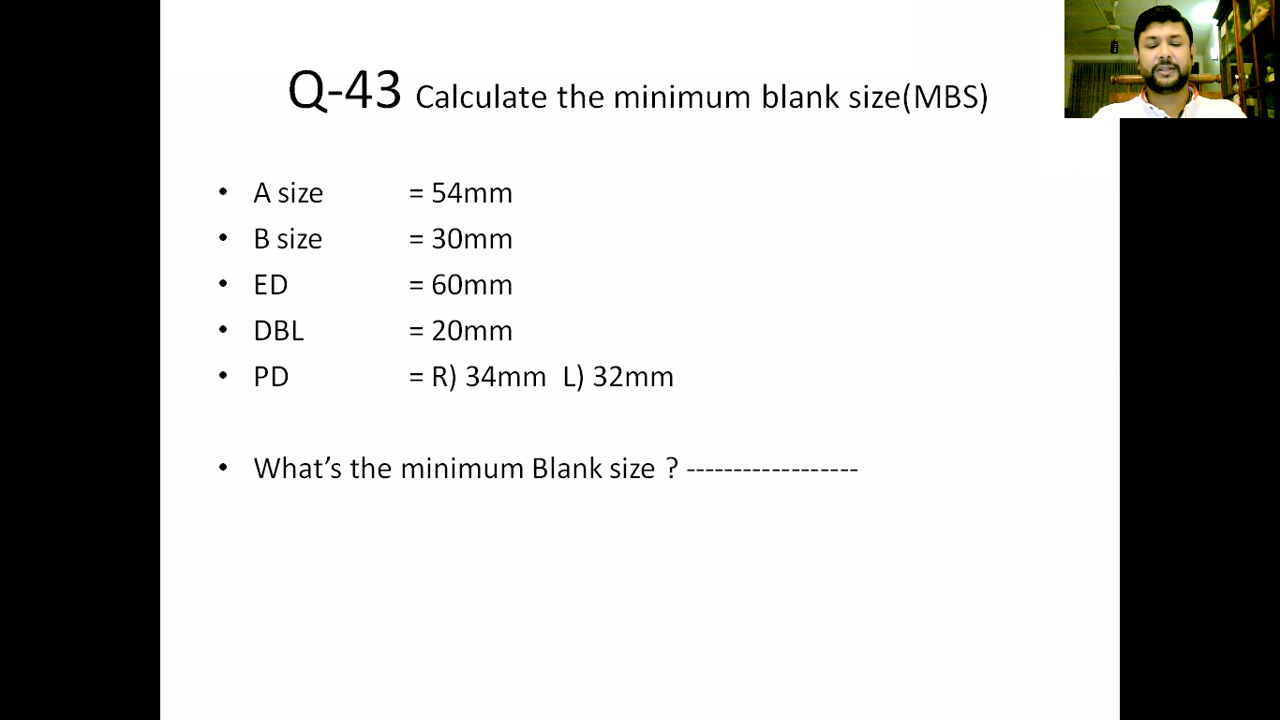 Q-43 Calculate the minimum blank size(MBS)
• A size = 54mm
• B size = 30mm
• ED = 60mm
• DBL = 20mm
• PD = R) 34mm L) 32mm
• What’s the minimum Blank size ? ------------------